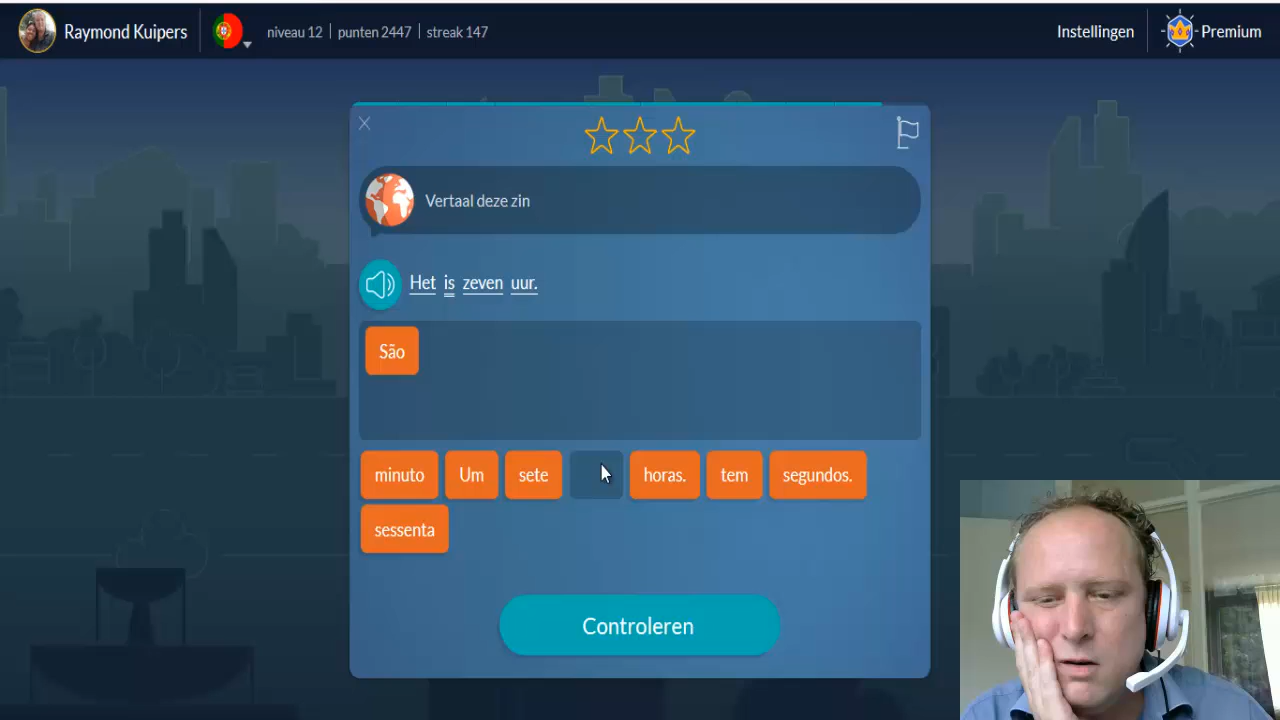 Raymond Kuipers niveau 12 punten 2447 streak 147 Instellingen Premium
Vertaal deze zin
Het is zeven uur.
São
minuto Um sete horas. tem segundos.
sessenta
Controleren